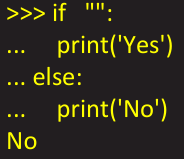 >>> if   "":
...     print('Yes')
... else:
...     print('No')
No